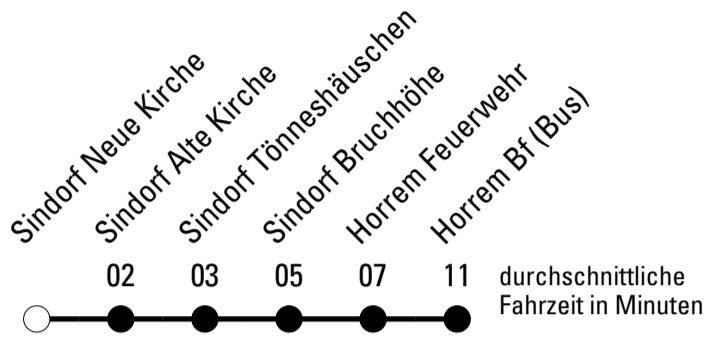 Sindorf Neue Kirche
Sindorf Alte Kirche
Sindorf Tönneshäuschen
Sindorf Bruchhöhe
Horrem Feuerwehr
Horrem Bf (Bus)
02 03 05 07 11
durchschnittliche
Fahrzeit in Minuten